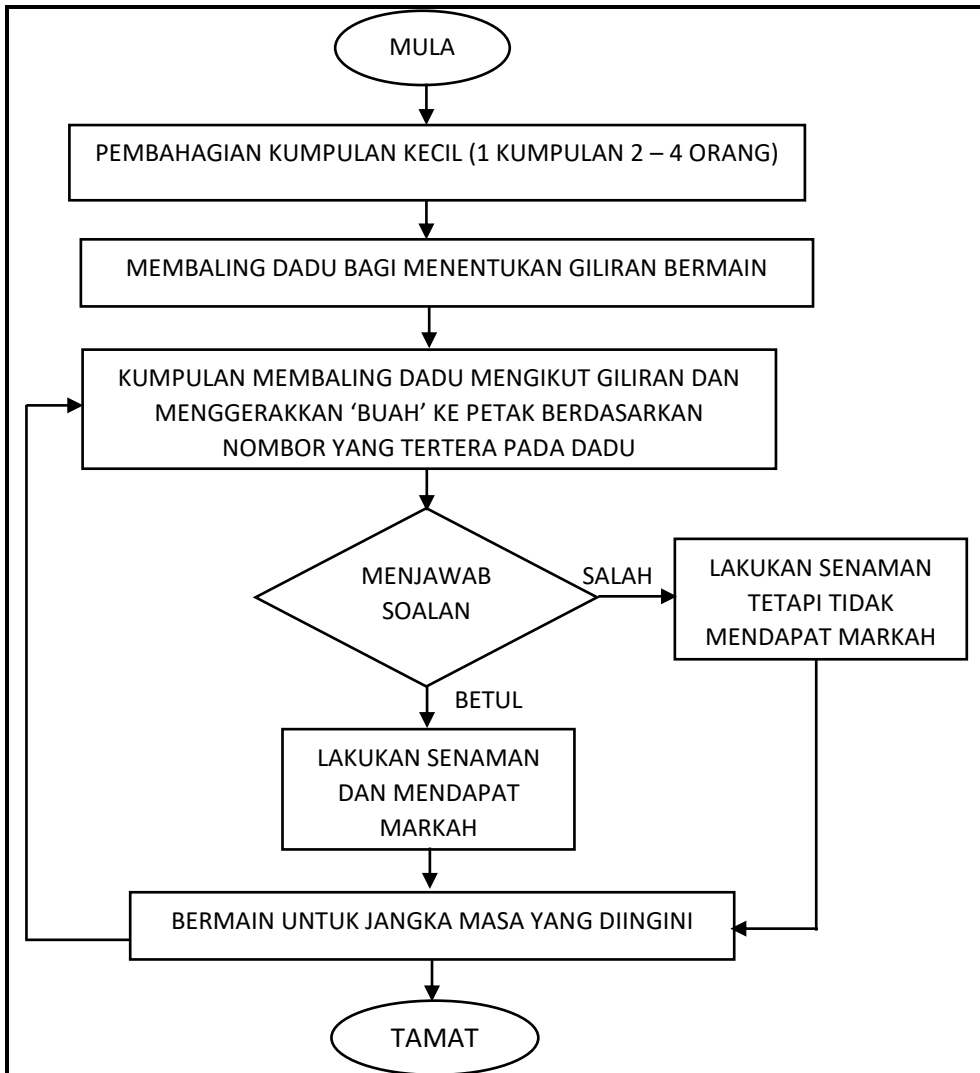 MULA
PEMBAHAGIAN KUMPULAN KECIL (1 KUMPULAN 2 – 4 ORANG)
MEMBALING DADU BAGI MENENTUKAN GILIRAN BERMAIN
KUMPULAN MEMBALING DADU MENGIKUT GILIRAN DAN
MENGGERAKKAN ‘BUAH’ KE PETAK BERDASARKAN
NOMBOR YANG TERTERA PADA DADU
MENJAWAB
SOALAN
SALAH
LAKUKAN SENAMAN
TETAPI TIDAK
MENDAPAT MARKAH
BETUL
LAKUKAN SENAMAN
DAN MENDAPAT
MARKAH
BERMAIN UNTUK JANGKA MASA YANG DIINGINI
TAMAT